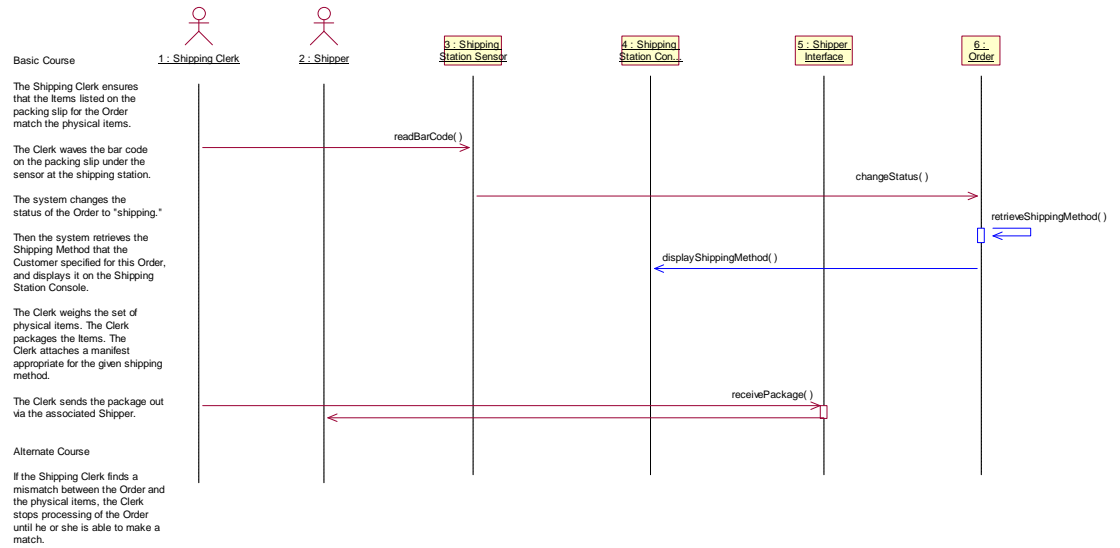 Basic Course
The Shipping Clerk ensures
that the Items listed on the
packing slip for the Order
match the physical items.
The Clerk waves the bar code
on the packing slip under the
sensor at the shipping station.
The system changes the
status of the Order to "shipping."
Then the system retrieves the
Shipping Method that the
Customer specified for this Order,
and displays it on the Shipping
Station Console.
The Clerk weighs the set of
physical items. The Clerk
packages the Items. The
Clerk attaches a manifest
appropriate for the given shipping
method.
The Clerk sends the package out
via the associated Shipper.
Alternate Course
If the Shipping Clerk finds a
mismatch between the Order and
the physical items, the Clerk
stops processing of the Order
until he or she is able to make a
match.
1 : Shipping Clerk
2 : Shipper
3 : Shipping
Station Sensor
4 : Shipping
Station Con...
5 : Shipper
Interface
6 :
Order
readBarCode( )
changeStatus( )
retrieveShippingMethod( )
displayShippingMethod( )
receivePackage( )